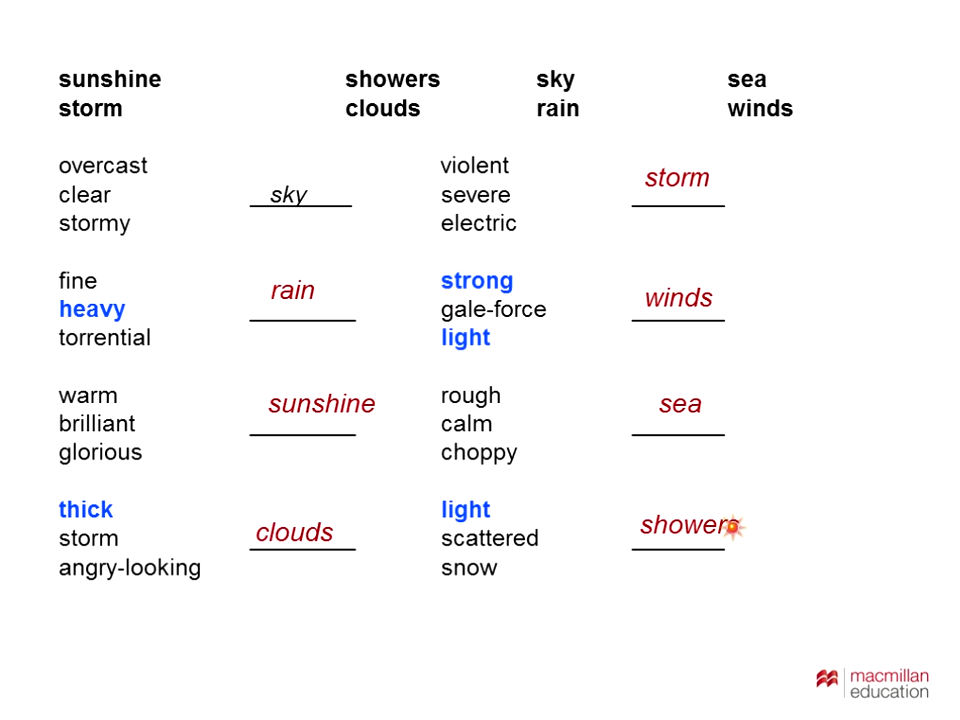 sunshine showers sky sea
storm clouds rain winds
overcast
clear sky
stormy
violent
severe storm
electric
fine
heavy rain
torrential
strong
gale-force winds
light
warm
brilliant sunshine
glorious
rough
calm sea
choppy
thick
storm clouds
angry-looking
light
scattered showers
snow
macmillan
education